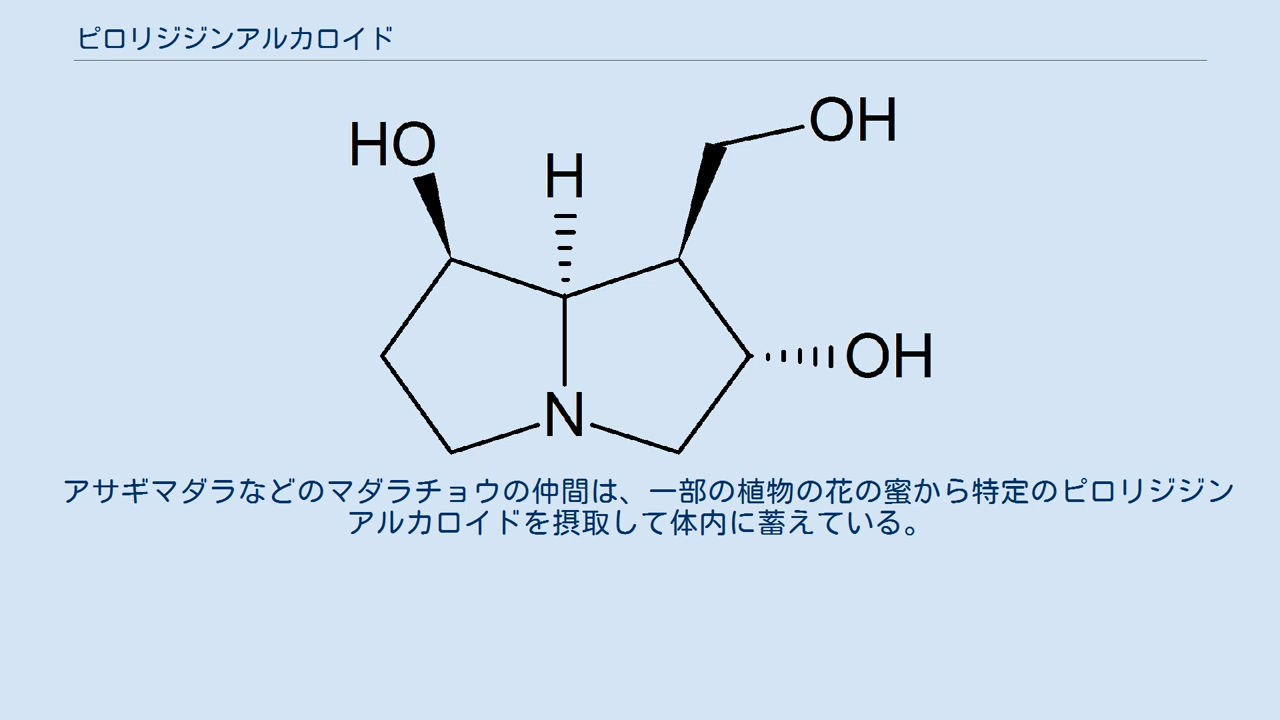 ピロリジジンアルカロイド
HO
H
OH
OH
N
アサギマダラなどのマダラチョウの仲間は、一部の植物の花の蜜から特定のピロリジジン
アルカロイドを摂取して体内に蓄えている。